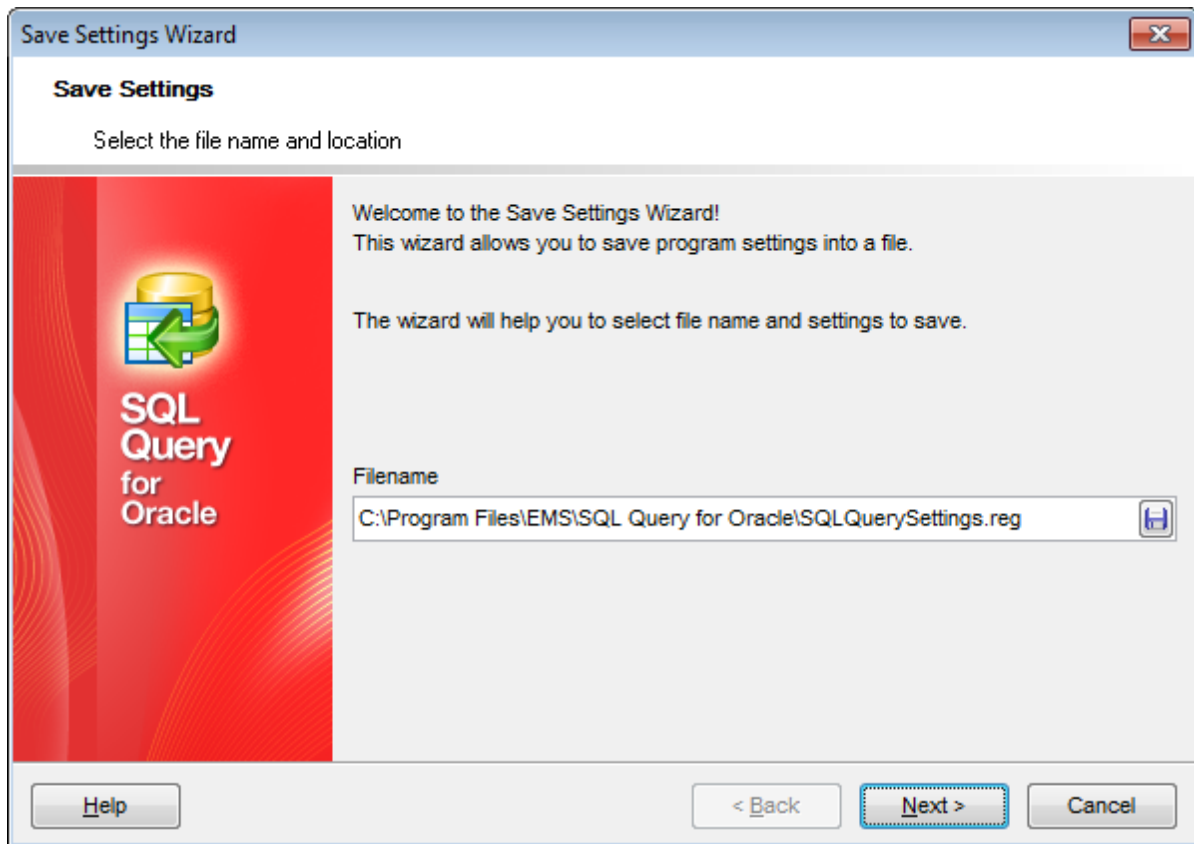 Save Settings Wizard
Save Settings
Select the file name and location
Welcome to the Save Settings Wizard!
This wizard allows you to save program settings into a file.
The wizard will help you to select file name and settings to save.
SQL
Query
for
Oracle
Filename
C:\Program Files\EMS\SQL Query for Oracle\SQLQuerySettings.reg
Help
< Back
Next >
Cancel